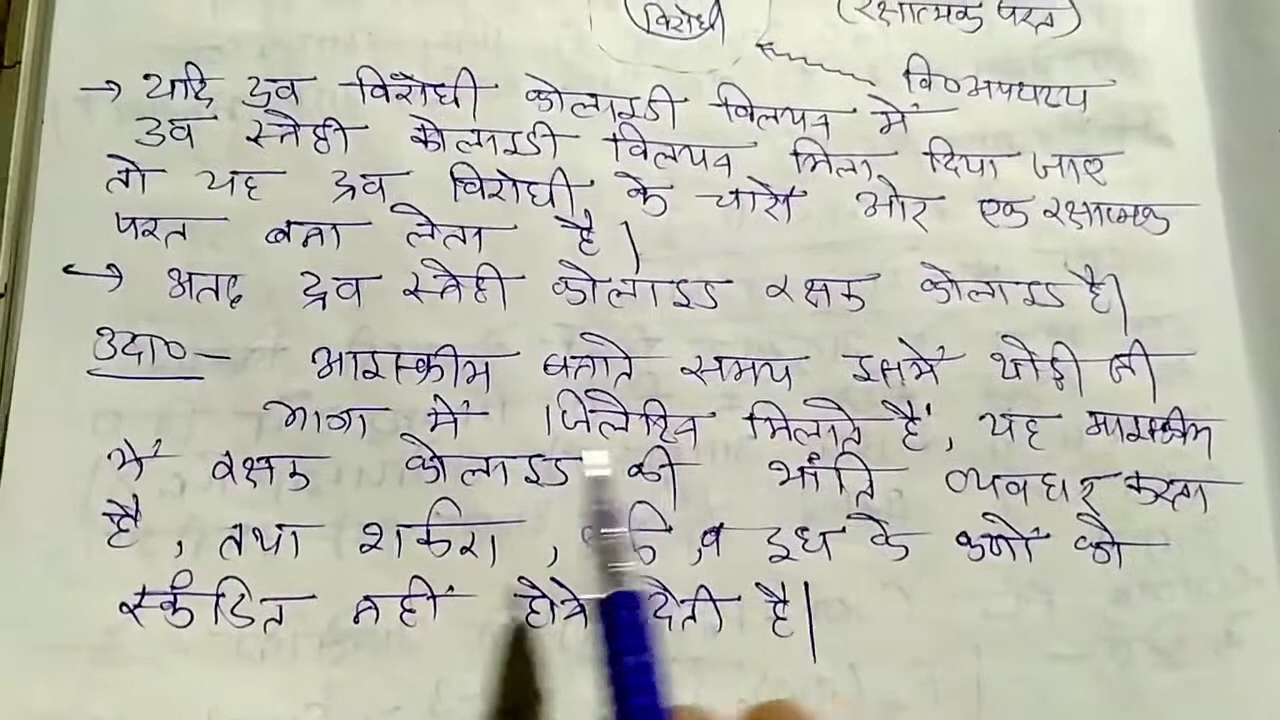 विरोधी (रक्षात्मक परत)
→ यदि द्रव विरोधी कोलाइडी विलयन में
द्रव स्नेही कोलाइडी विलयन मिला दिया जाए
तो यह द्रव विरोधी के चारों ओर एक रक्षात्मक
परत बना लेता है।
→ अतः द्रव स्नेही कोलाइड रक्षक कोलाइड है।
उदा० – आइस्क्रीम बनाते समय इसमें थोड़ी सी
मात्रा में जिलेटिन मिलाते हैं, यह आइस्क्रीम
में रक्षक कोलाइड की भांति व्यवहार करता
है, तथा शर्करा, व दूध के कणों को
स्कंदित नहीं होने देती है।